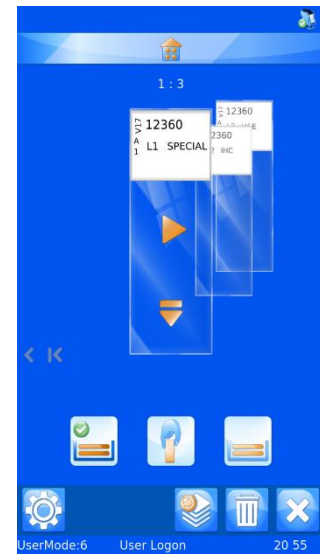 1 : 3
V17
A
1
12360
L1 SPECIAL
12360
IHC
12360
UserMode:6 User Logon 20 55